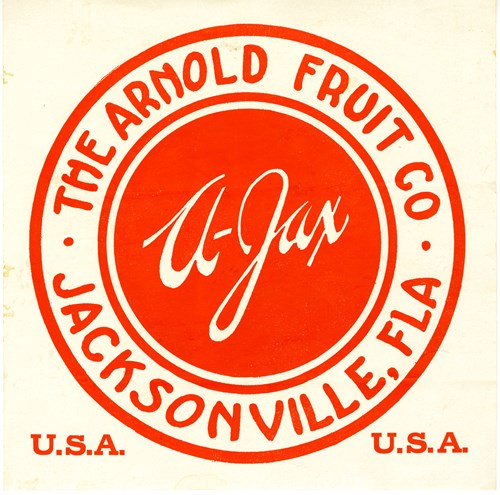 THE ARNOLD FRUIT CO
A-Jax
· JACKSONVILLE, FLA ·
U.S.A.
U.S.A.